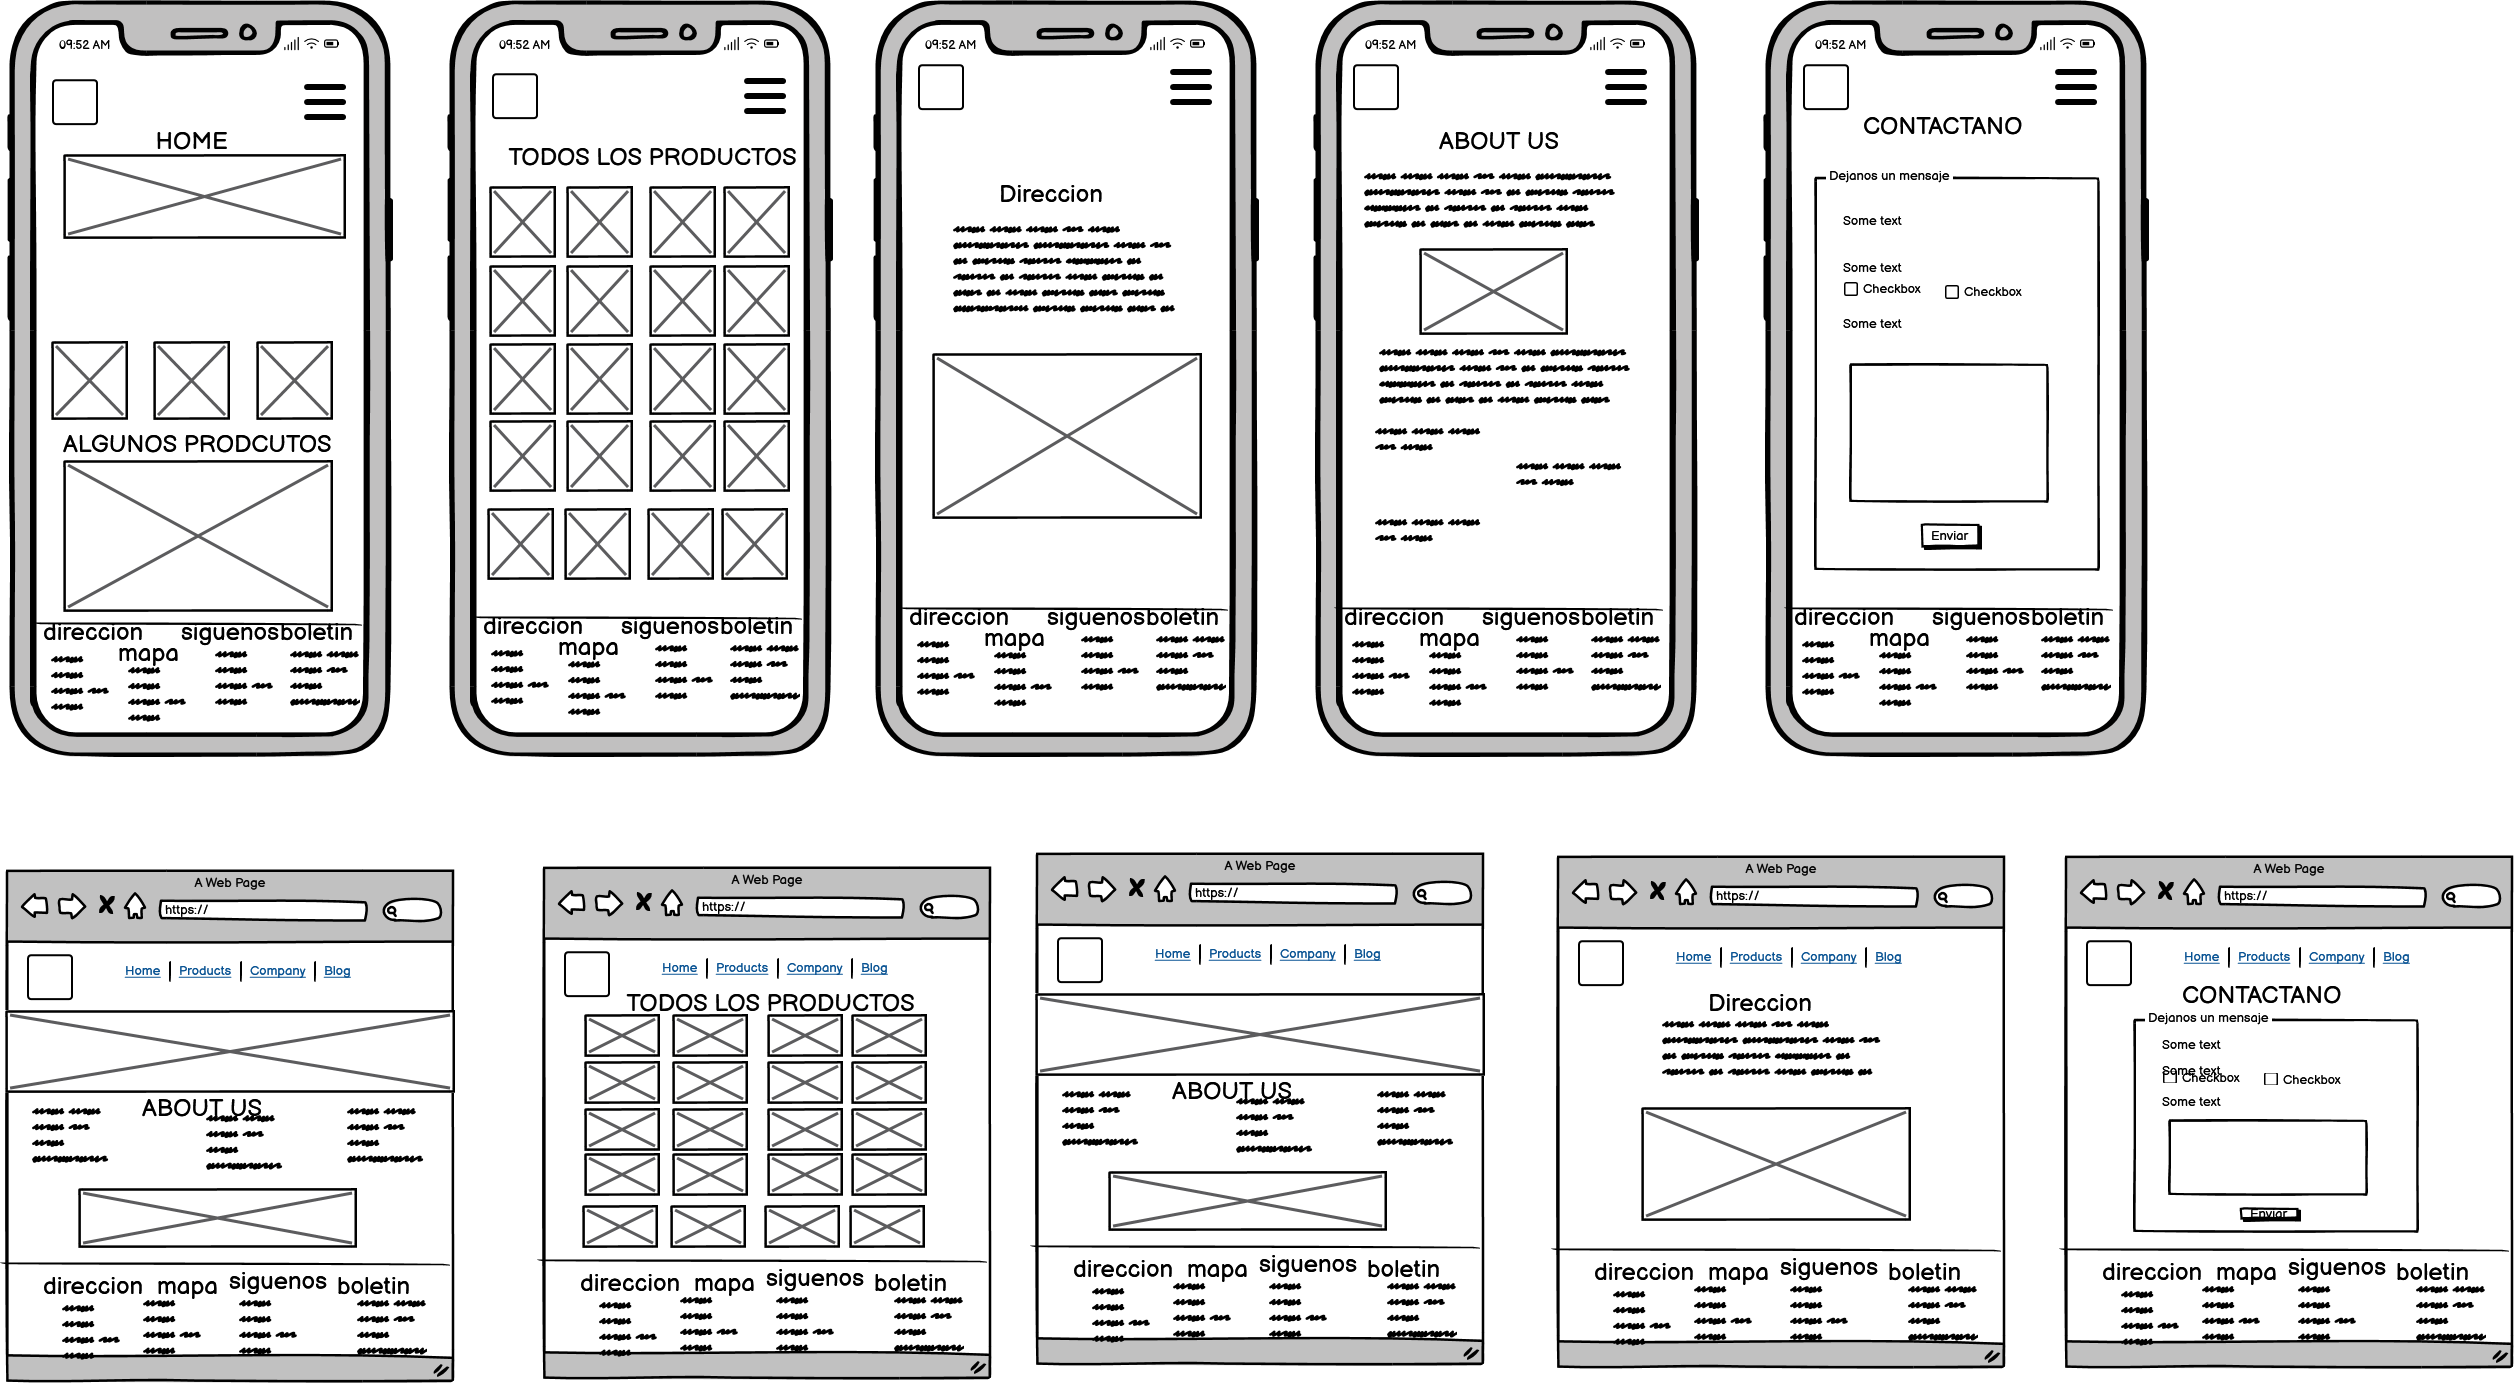 09:52 AM
HOME
ALGUNOS PRODCUTOS
direccion
mapa
siguenos
boletin
09:52 AM
TODOS LOS PRODUCTOS
direccion
mapa
siguenos
boletin
09:52 AM
Direccion
direccion
mapa
siguenos
boletin
09:52 AM
ABOUT US
direccion
mapa
siguenos
boletin
09:52 AM
CONTACTANO
Dejanos un mensaje
Some text
Some text
Checkbox Checkbox
Some text
Enviar
direccion
mapa
siguenos
boletin
A Web Page
https://
Home Products Company Blog
ABOUT US
direccion mapa siguenos boletin
A Web Page
https://
Home Products Company Blog
TODOS LOS PRODUCTOS
direccion mapa siguenos boletin
A Web Page
https://
Home Products Company Blog
ABOUT US
direccion mapa siguenos boletin
A Web Page
https://
Home Products Company Blog
Direccion
direccion mapa siguenos boletin
A Web Page
https://
Home Products Company Blog
CONTACTANO
Dejanos un mensaje
Some text
Some text
Checkbox Checkbox
Some text
Enviar
direccion mapa siguenos boletin